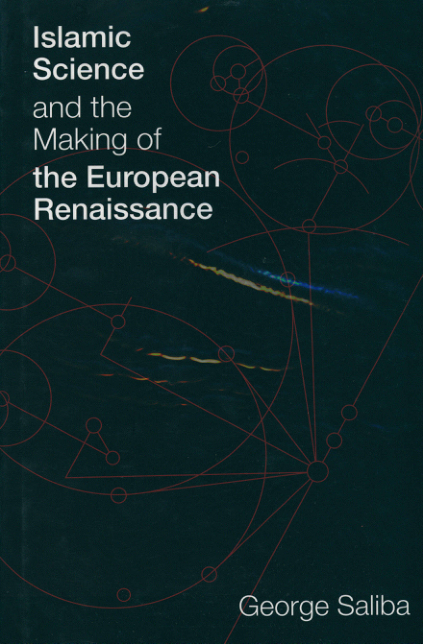 Islamic
Science
and the
Making of
the European
Renaissance
George Saliba